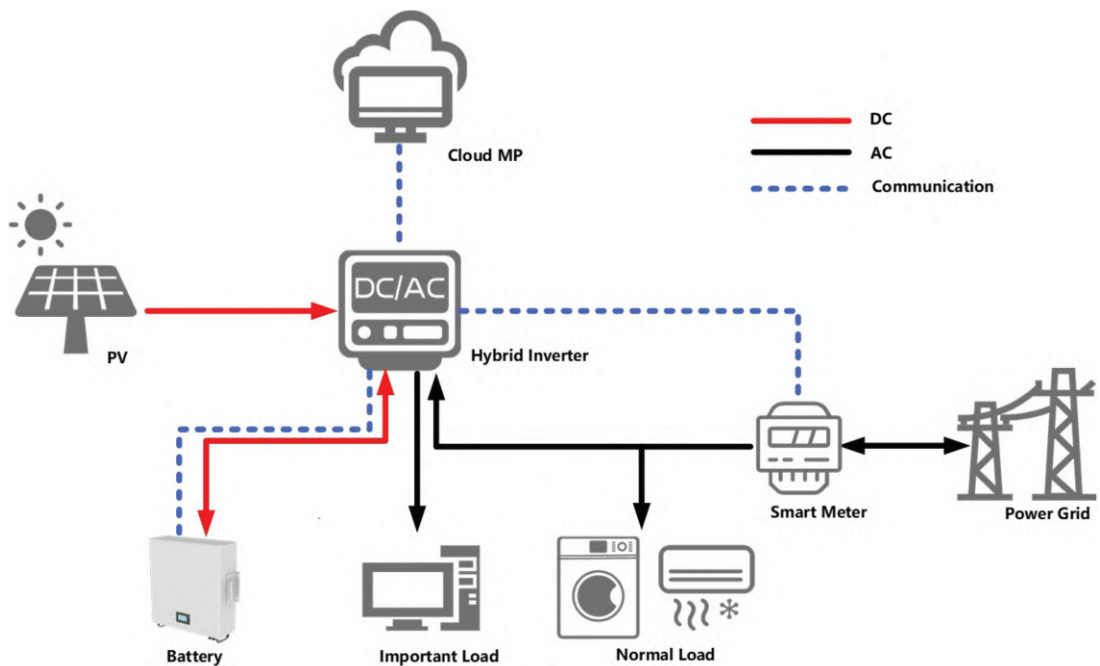 Cloud MP
DC
AC
Communication
DC/AC
PV
Hybrid Inverter
Smart Meter
Power Grid
Battery
Important Load
Normal Load